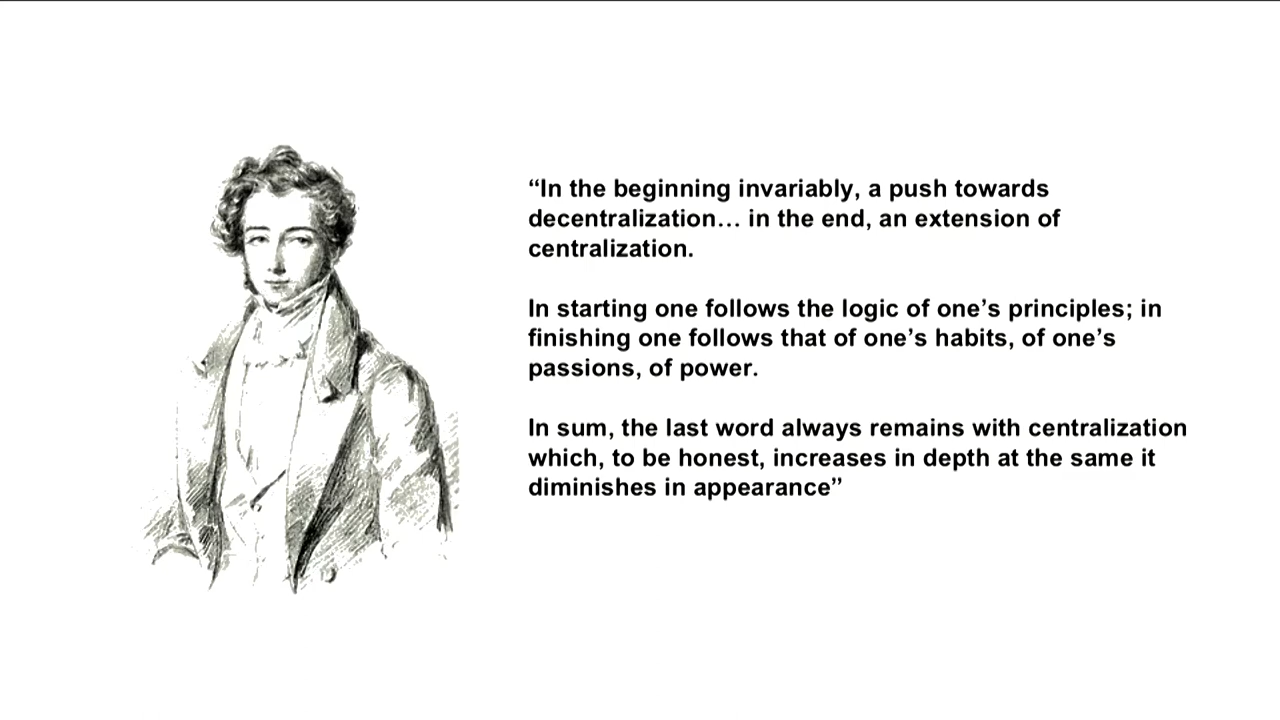 “In the beginning invariably, a push towards
decentralization… in the end, an extension of
centralization.
In starting one follows the logic of one’s principles; in
finishing one follows that of one’s habits, of one’s
passions, of power.
In sum, the last word always remains with centralization
which, to be honest, increases in depth at the same it
diminishes in appearance”